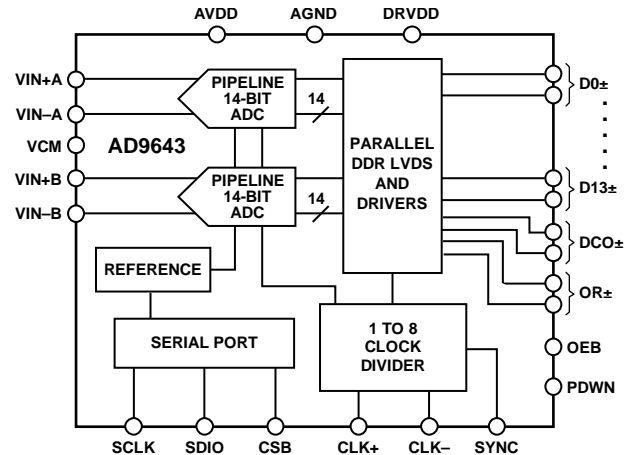 AVDD
AGND
DRVDD
VIN+A
VIN–A
VCM
VIN+B
VIN–B
AD9643
PIPELINE
14-BIT
ADC
14
PIPELINE
14-BIT
ADC
14
PARALLEL
DDR LVDS
AND
DRIVERS
D0±
D13±
DCO±
OR±
OEB
PDWN
REFERENCE
SERIAL PORT
1 TO 8
CLOCK
DIVIDER
SCLK
SDIO
CSB
CLK+
CLK–
SYNC